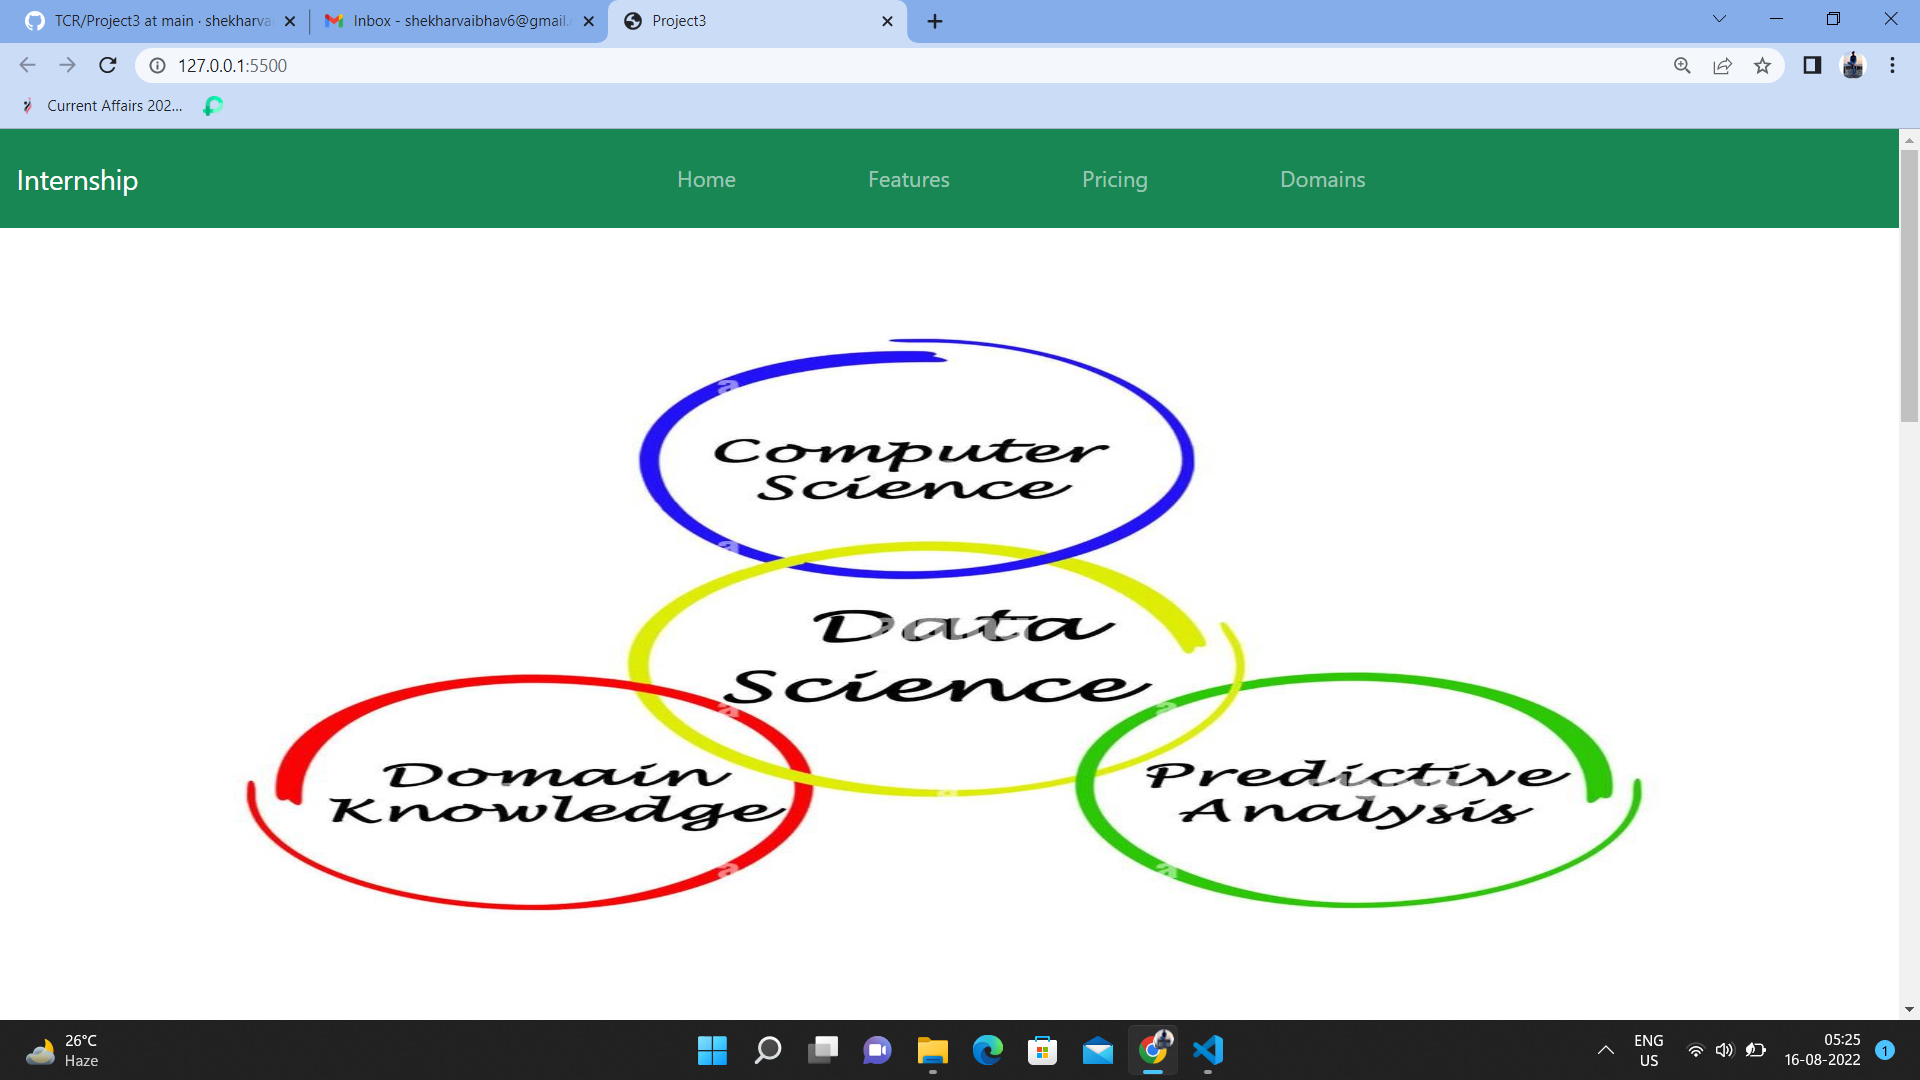 TCR/Project3 at main · shekharva
Inbox - shekharvaibhav6@gmail.
Project3
127.0.0.1:5500
Current Affairs 202...
Internship
Home
Features
Pricing
Domains
Computer
Science
Data
Science
Domain
Knowledge
Predictive
Analysis
26°C
Haze
ENG
US
05:25
16-08-2022
1